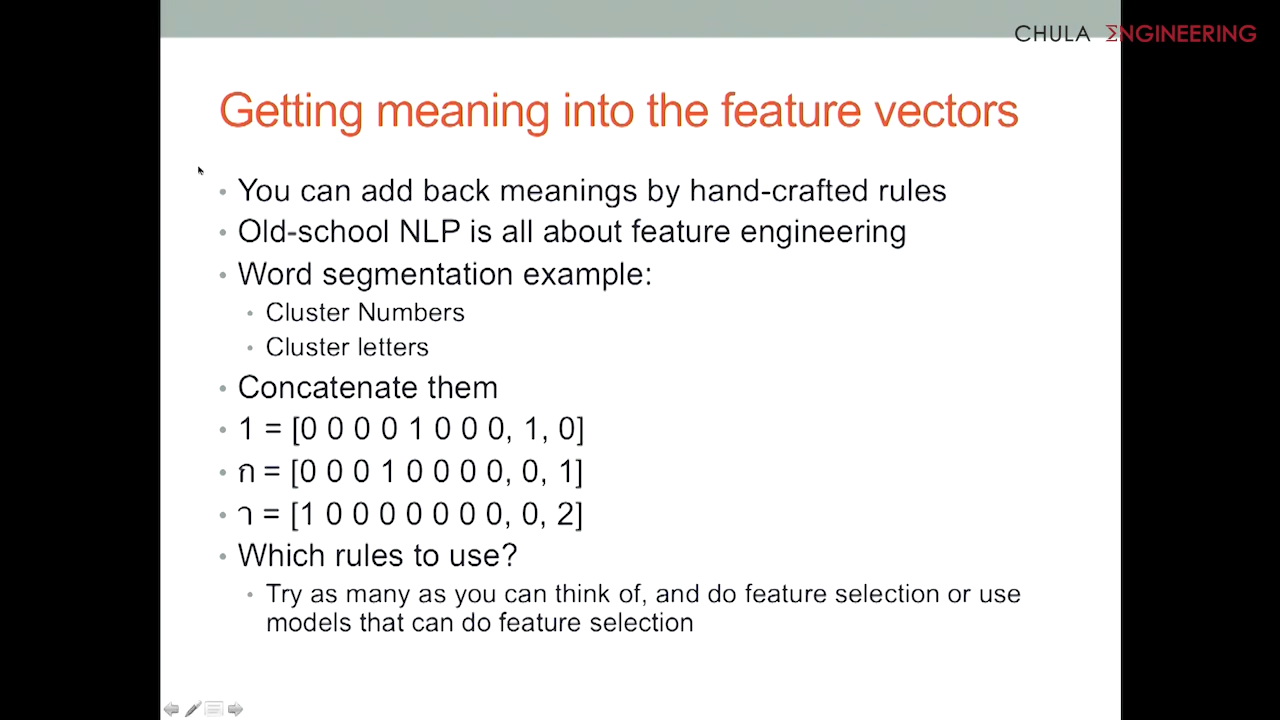 CHULA ΣNGINEERING
Getting meaning into the feature vectors
• You can add back meanings by hand-crafted rules
• Old-school NLP is all about feature engineering
• Word segmentation example:
• Cluster Numbers
• Cluster letters
• Concatenate them
• 1 = [0 0 0 0 1 0 0 0, 1, 0]
• ก = [0 0 0 1 0 0 0 0, 0, 1]
• า = [1 0 0 0 0 0 0 0, 0, 2]
• Which rules to use?
• Try as many as you can think of, and do feature selection or use
models that can do feature selection